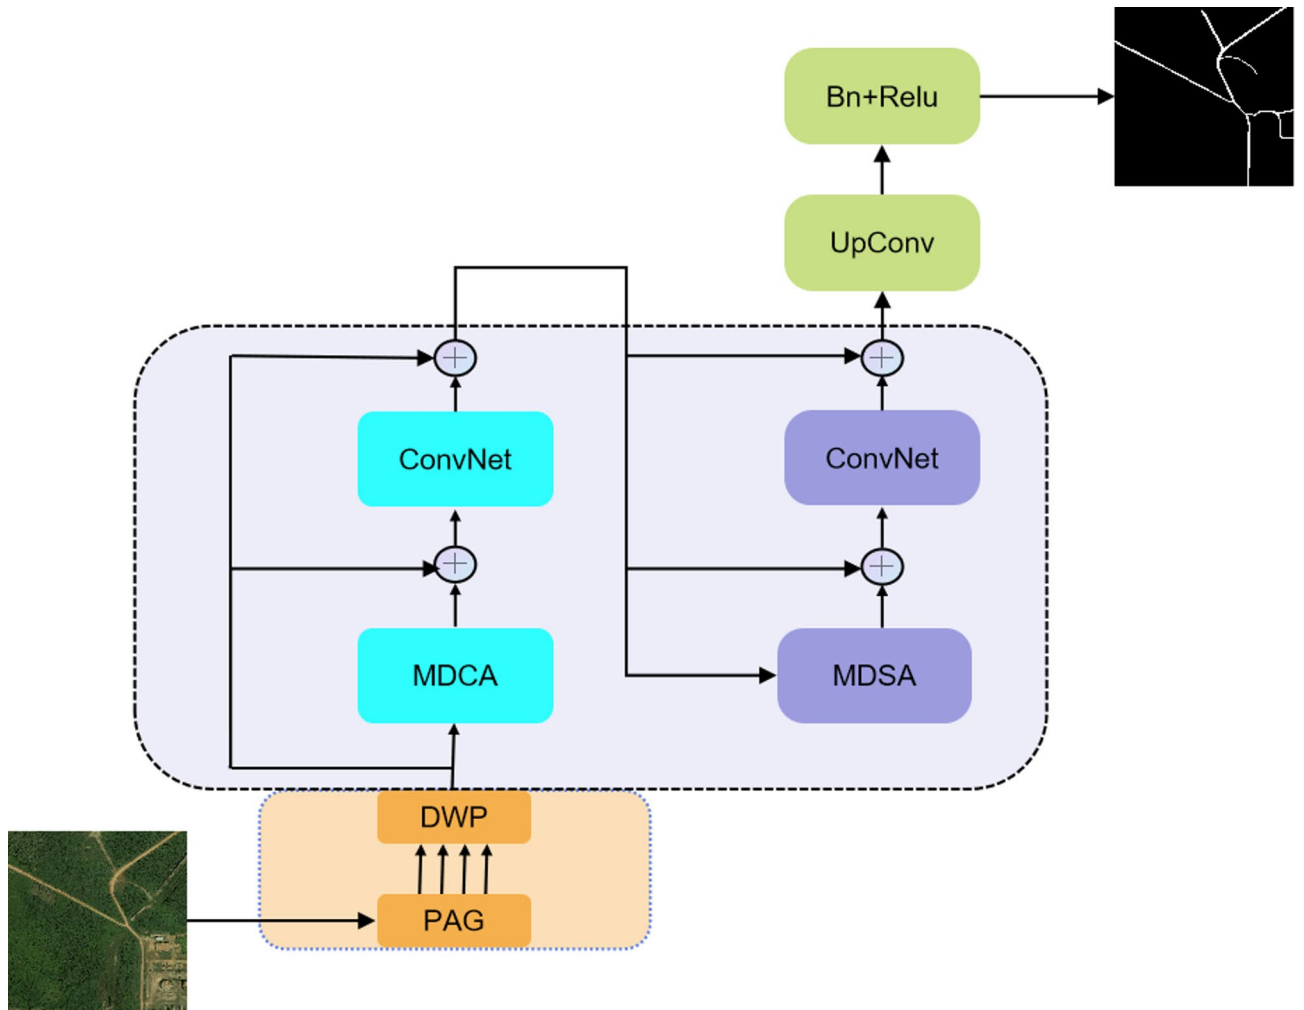 Bn+Relu
UpConv
ConvNet
ConvNet
MDCA
MDSA
DWP
PAG